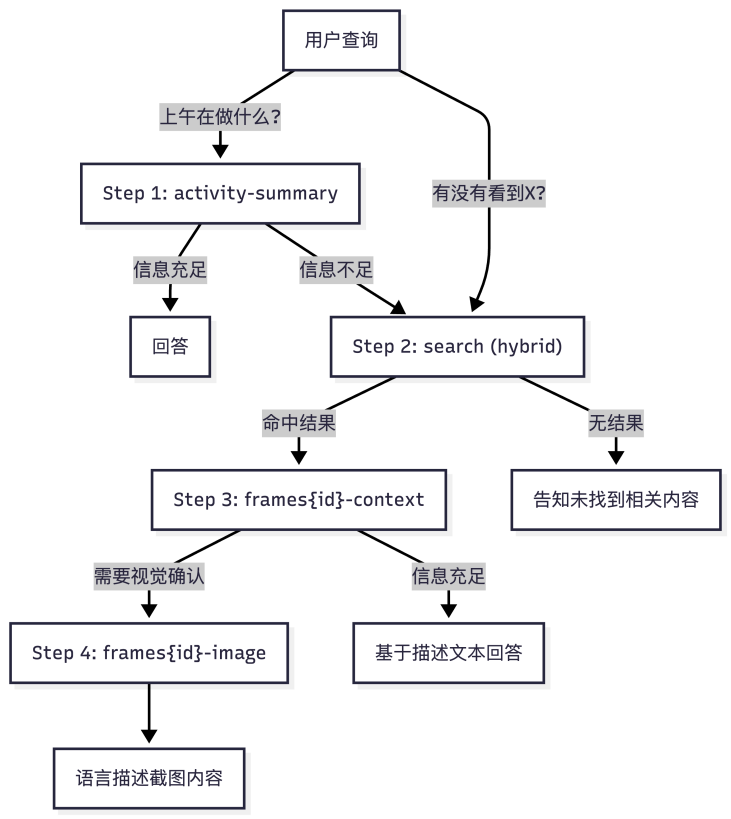 用户查询
上午在做什么?
Step 1: activity-summary
有没有看到X?
信息充足
信息不足
回答
Step 2: search (hybrid)
命中结果
无结果
Step 3: frames{id}-context
告知未找到相关内容
需要视觉确认
信息充足
Step 4: frames{id}-image
基于描述文本回答
语言描述截图内容